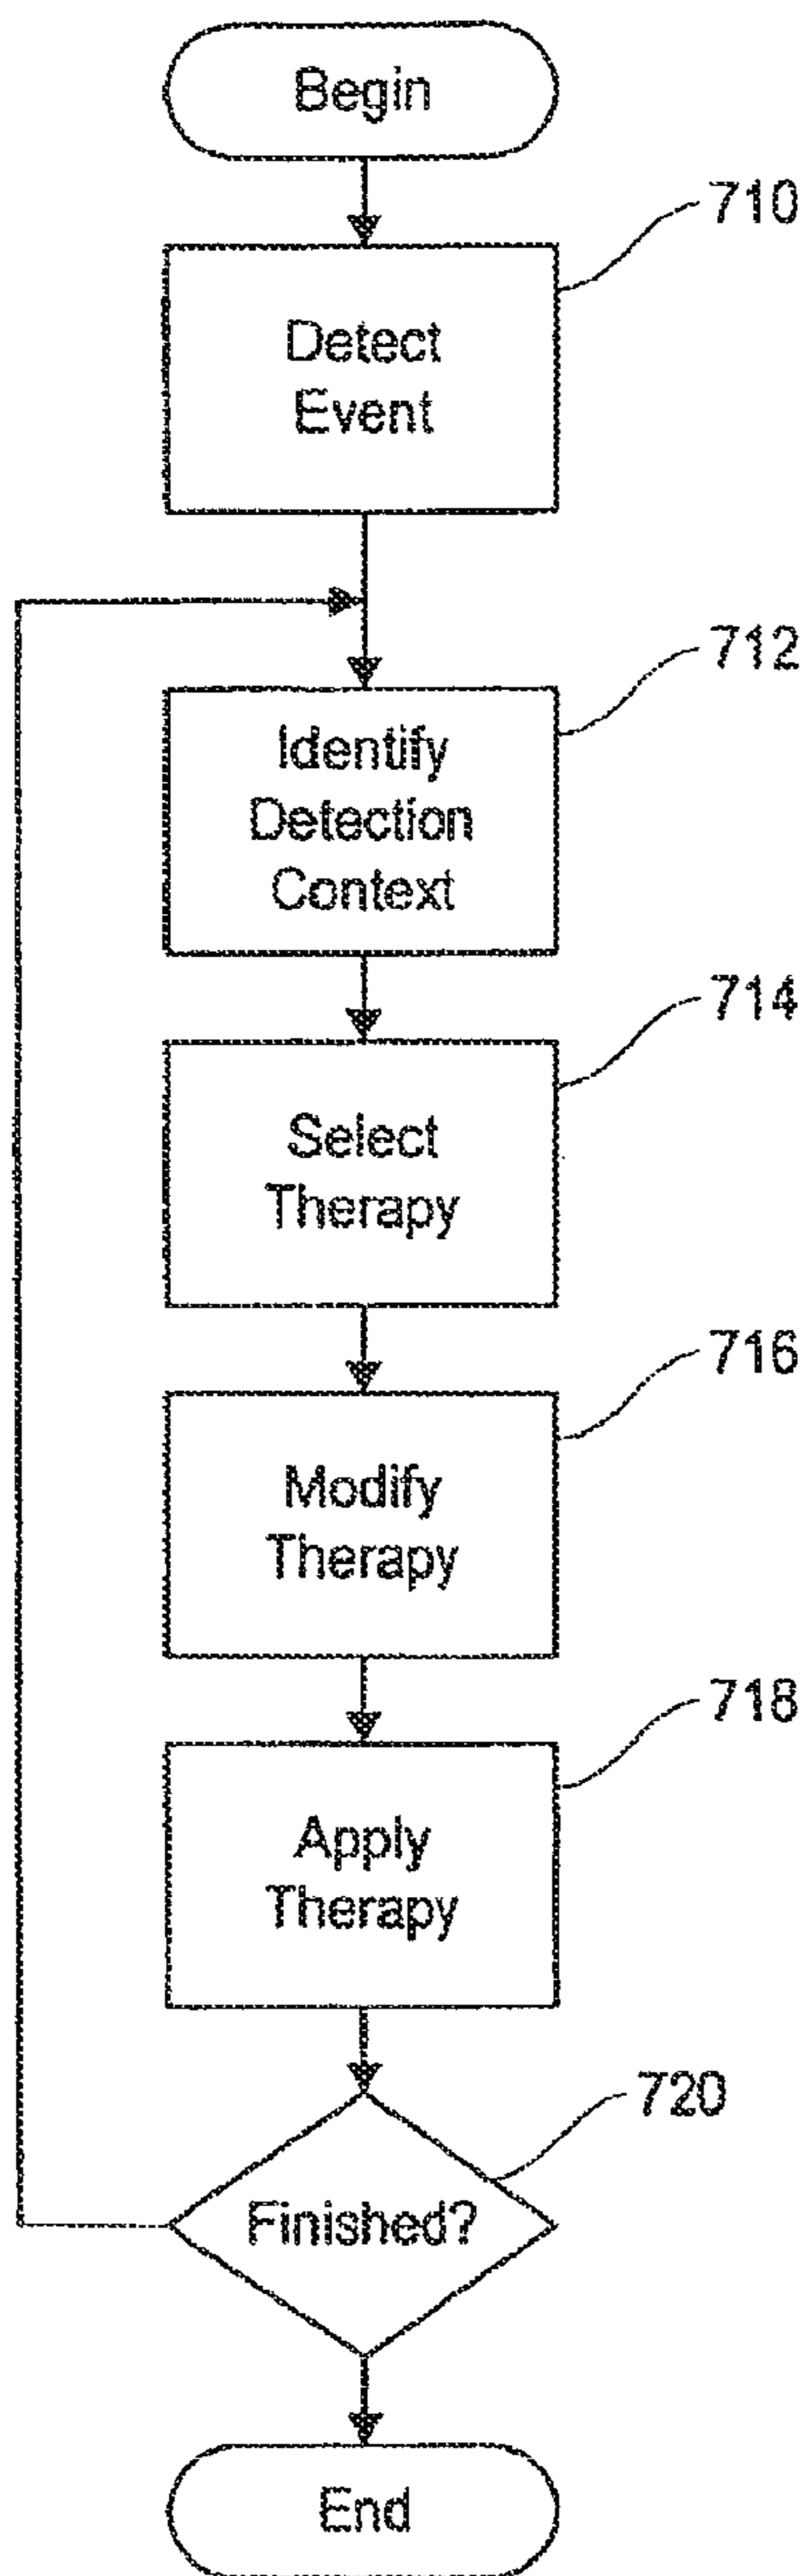 Begin
710
Detect
Event
712
Identify
Detection
Context
714
Select
Therapy
716
Modify
Therapy
718
Apply
Therapy
720
Finished?
End